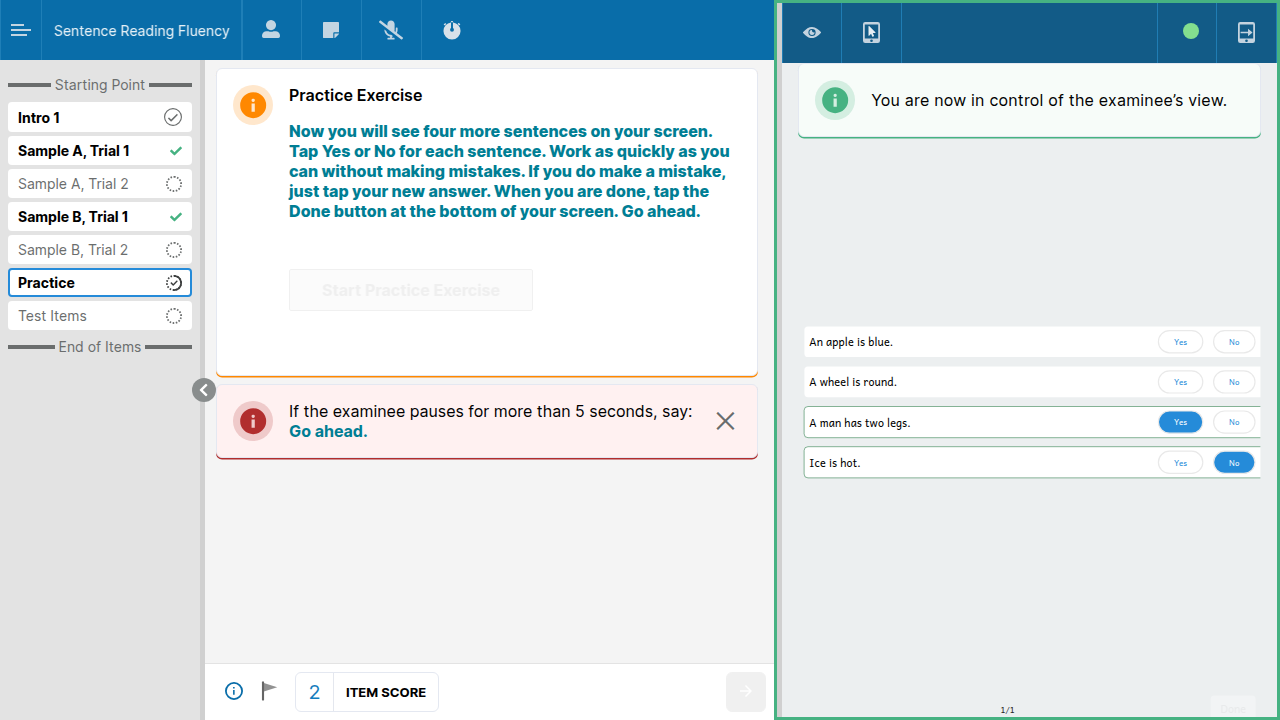 Sentence Reading Fluency
Starting Point
Intro 1
Sample A, Trial 1
Sample A, Trial 2
Sample B, Trial 1
Sample B, Trial 2
Practice
Test Items
End of Items
Practice Exercise
Now you will see four more sentences on your screen.
Tap Yes or No for each sentence. Work as quickly as you
can without making mistakes. If you do make a mistake,
just tap your new answer. When you are done, tap the
Done button at the bottom of your screen. Go ahead.
Start Practice Exercise
If the examinee pauses for more than 5 seconds, say:
Go ahead.
2 ITEM SCORE
You are now in control of the examinee's view.
An apple is blue. Yes No
A wheel is round. Yes No
A man has two legs. Yes No
Ice is hot. Yes No
1/1
Done